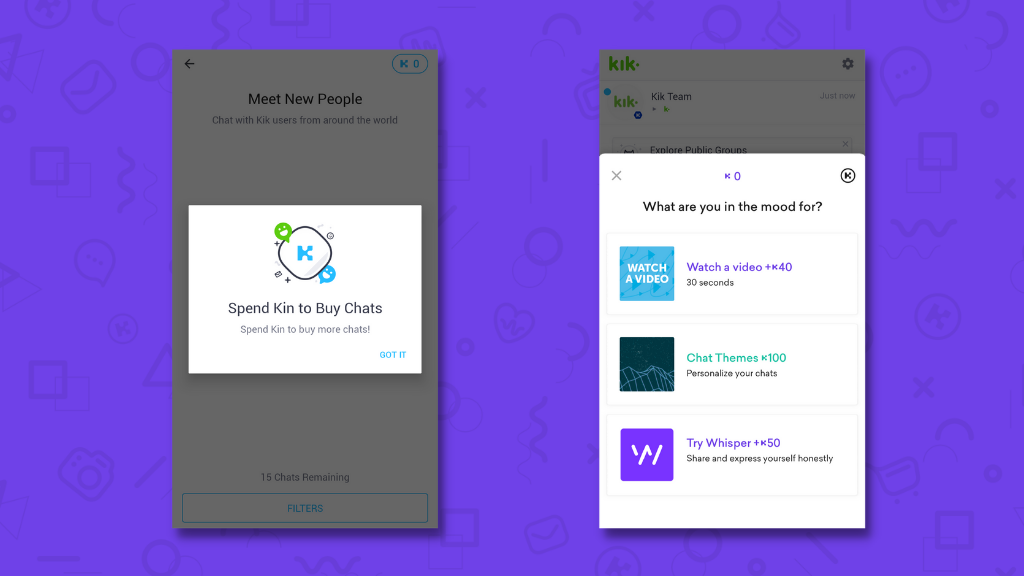 K 0
Meet New People
Chat with Kik users from around the world
K
Spend Kin to Buy Chats
Spend Kin to buy more chats!
GOT IT
15 Chats Remaining
FILTERS
kik.
kik.
Kik Team
Just now
k.
Explore Public Groups
K 0
K
What are you in the mood for?
WATCH
A VIDEO
Watch a video +K40
30 seconds
Chat Themes K100
Personalize your chats
W
Try Whisper +K50
Share and express yourself honestly